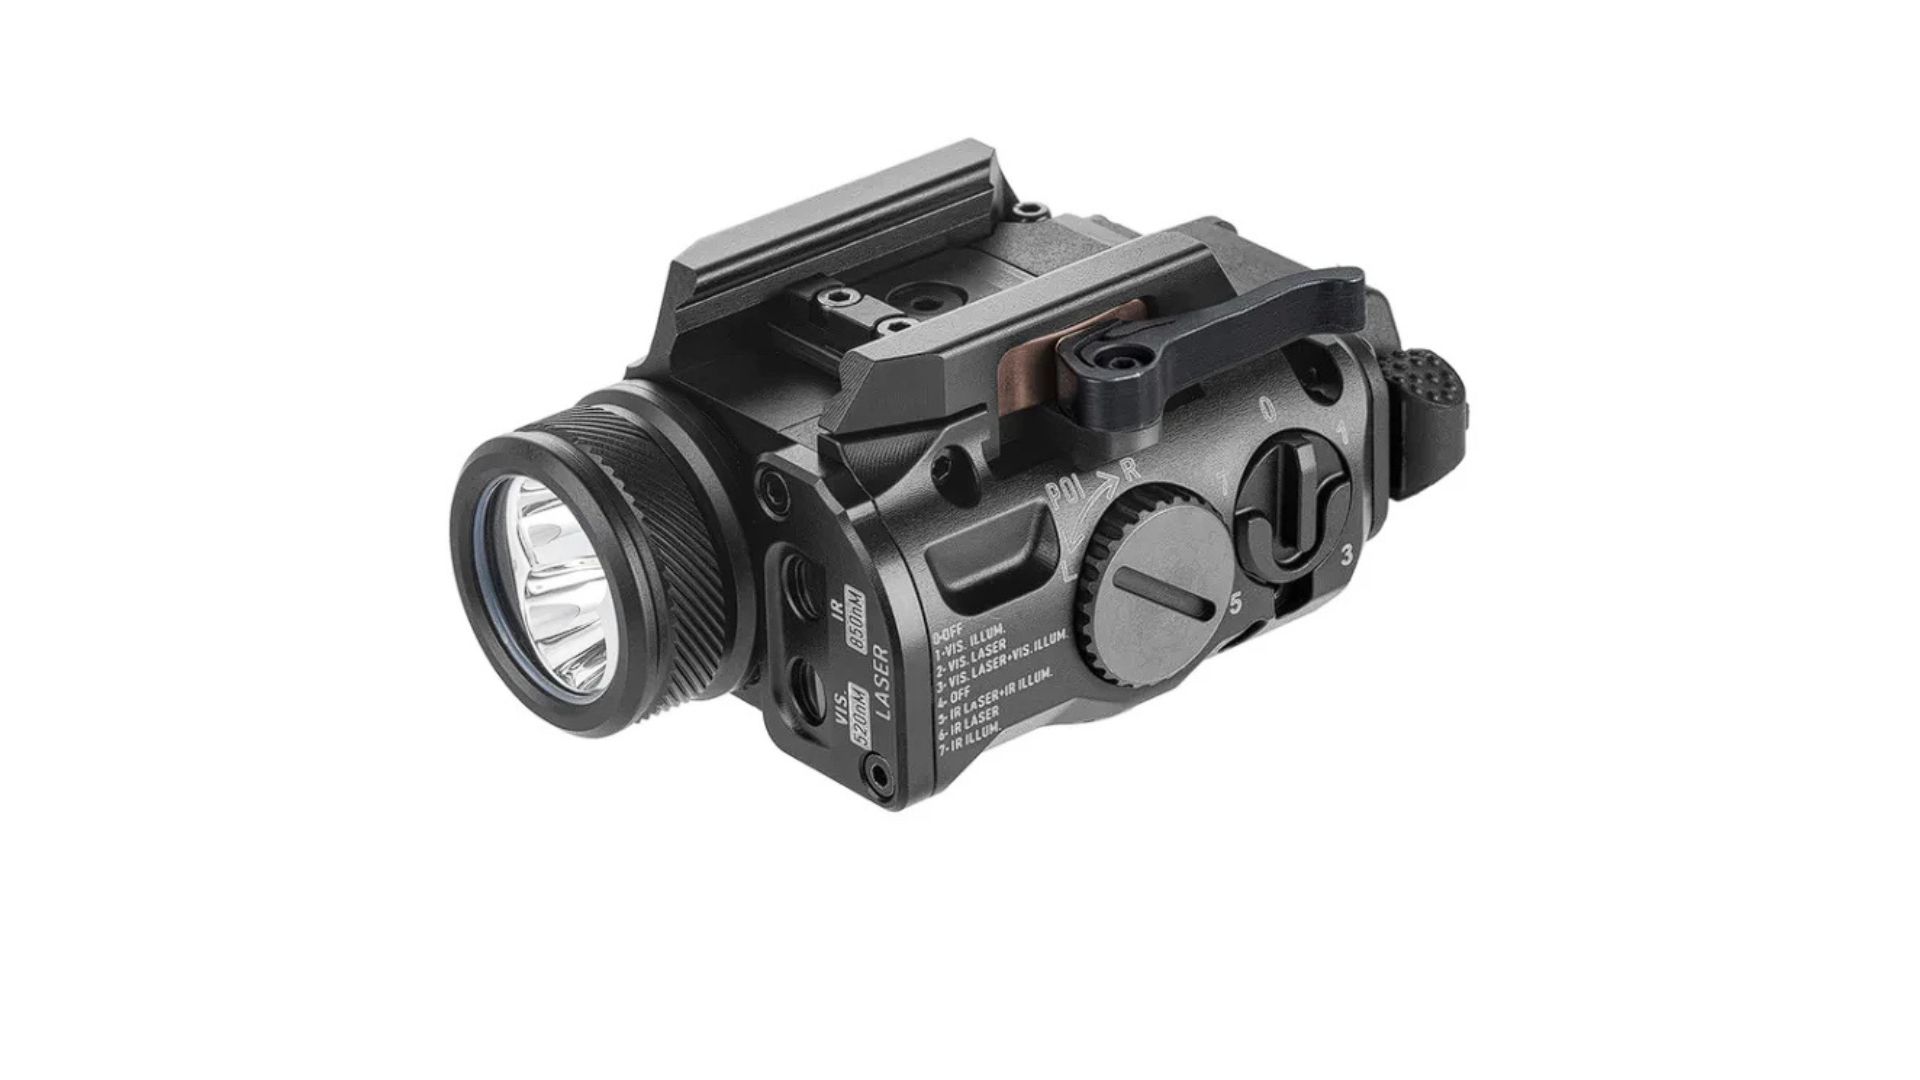 0
1
T
3
5
POI R
L
IR
850nM
VIS.
520nM
LASER
0-OFF
1-VIS. ILLUM.
2- VIS. LASER
3- VIS. LASER+VIS. ILLUM.
4- OFF
5- IR LASER+IR ILLUM.
6- IR LASER
7- IR ILLUM.